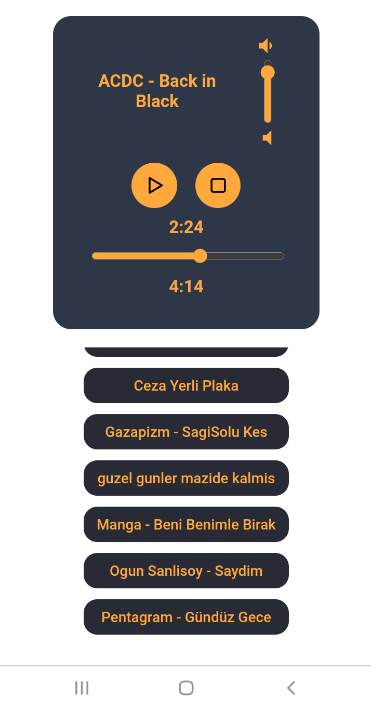 ACDC - Back in
Black
2:24
4:14
Ceza Yerli Plaka
Gazapizm - SagiSolu Kes
guzel gunler mazide kalmis
Manga - Beni Benimle Birak
Ogun Sanlisoy - Saydim
Pentagram - Gündüz Gece